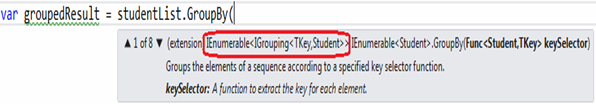 var groupedResult = studentList.GroupBy(
▲ 1 of 8 ▼ (extension) IEnumerable<IGrouping<TKey,Student>> IEnumerable<Student>.GroupBy(Func<Student,TKey> keySelector)
Groups the elements of a sequence according to a specified key selector function.
keySelector: A function to extract the key for each element.